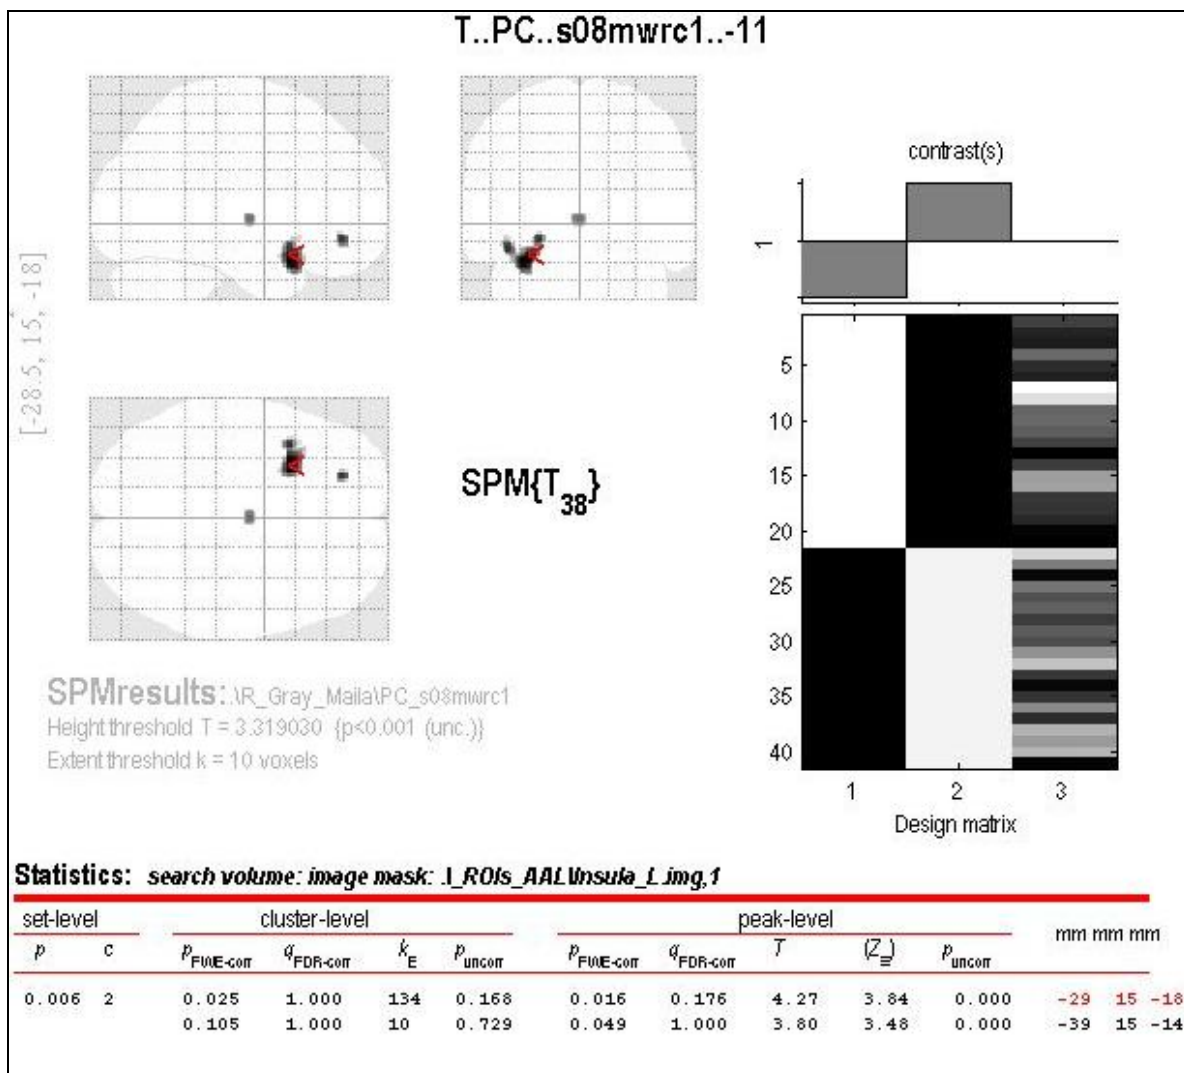 T..PC..s08mwrc1..-11
contrast(s)
1
[-28.5, 15, -18]
SPM{T38}
5
10
15
20
25
30
35
40
1 2 3
Design matrix
SPMresults: .\R_Gray_Maila\PC_s08mwrc1
Height threshold T = 3.319030 {p<0.001 (unc.)}
Extent threshold k = 10 voxels
Statistics: search volume: image mask: .\_ROIs_AAL\Insula_L.img,1
set-level cluster-level peak-level mm mm mm
p c pFWE-corr qFDR-corr kE puncorr pFWE-corr qFDR-corr T (Z≡) puncorr
0.006 2 0.025 1.000 134 0.168 0.016 0.176 4.27 3.84 0.000 -29 15 -18
0.105 1.000 10 0.729 0.049 1.000 3.80 3.48 0.000 -39 15 -14